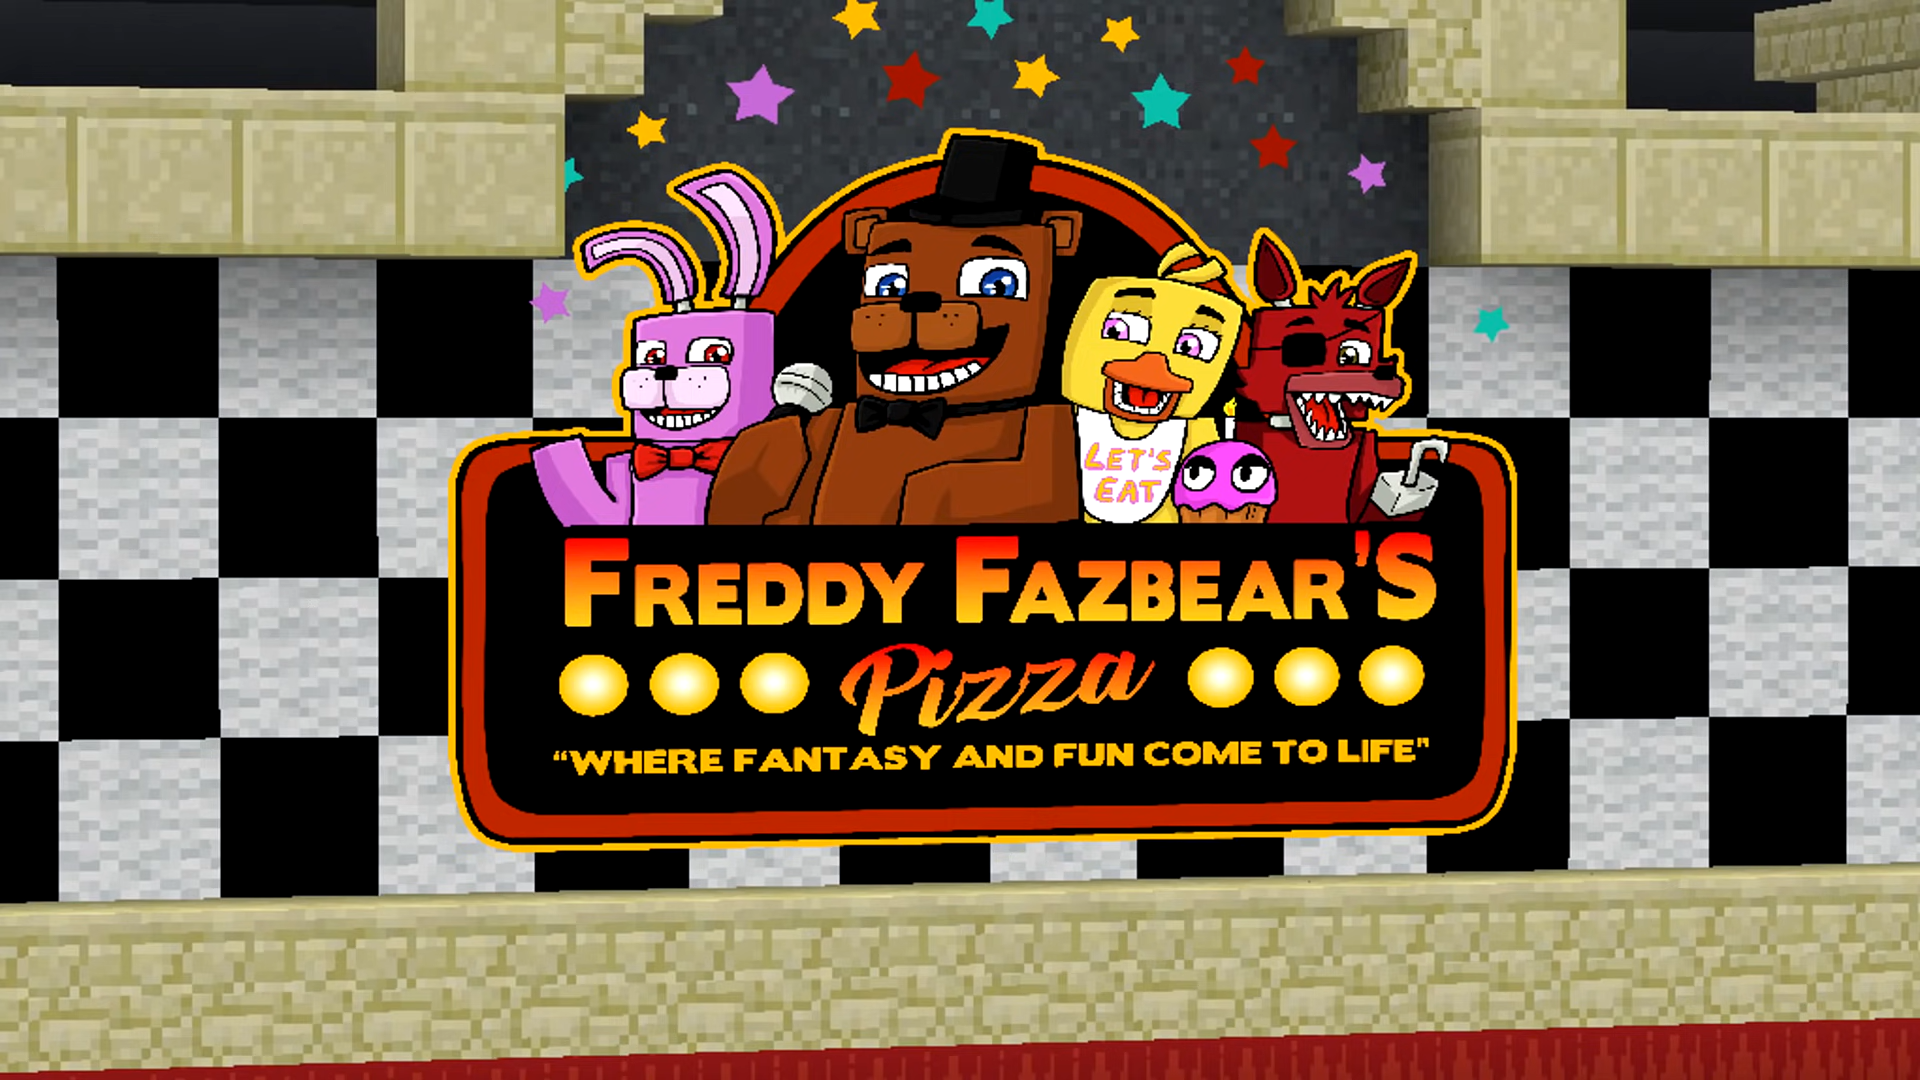 LET'S
EAT
FREDDY FAZBEAR'S
Pizza
"WHERE FANTASY AND FUN COME TO LIFE"